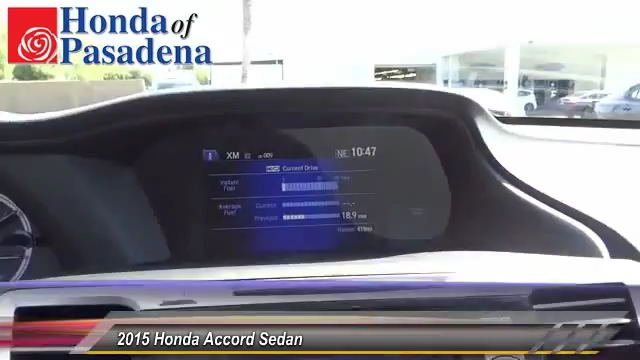 Honda of
Pasadena
XM
NE 10:47
Current Drive
Instant
Fuel
Average
Fuel
Current
Previous
18.9
2015 Honda Accord Sedan